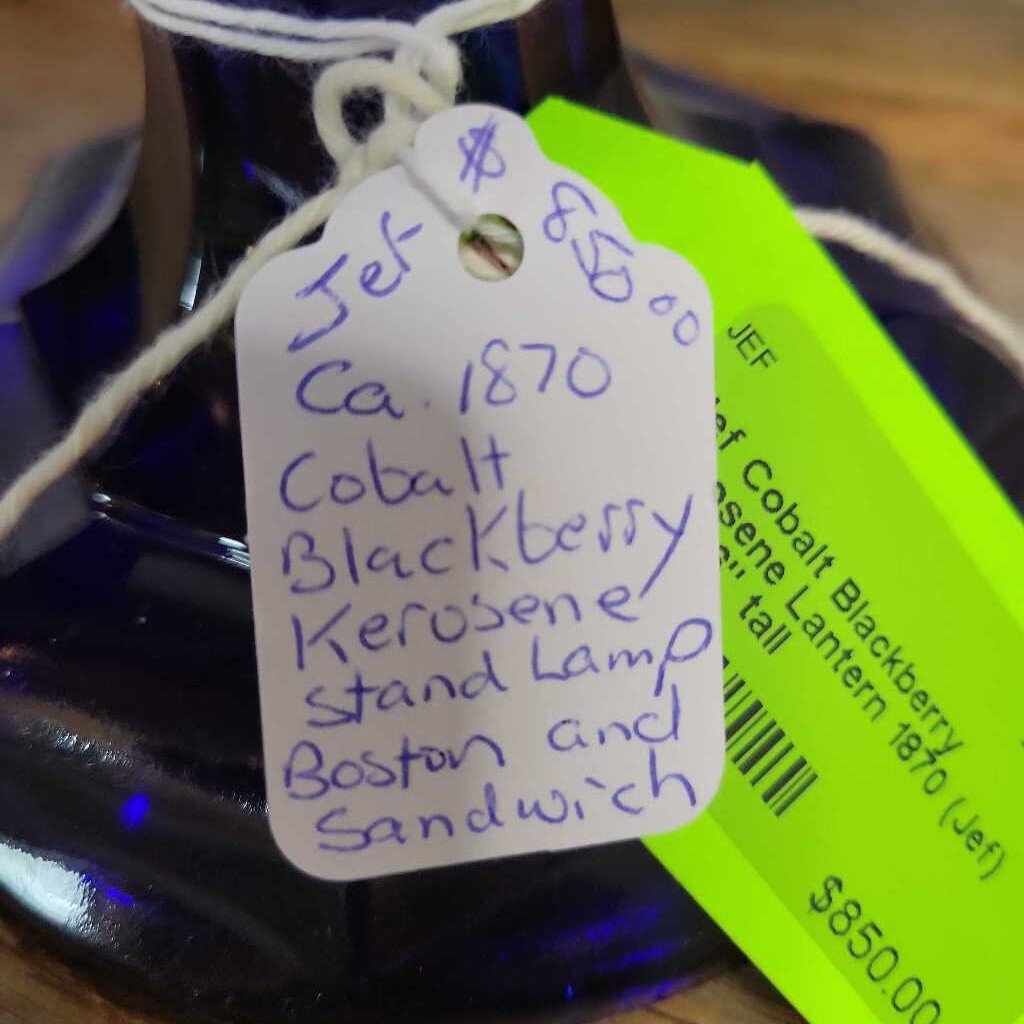 $ 850.00
Jef
Ca. 1870
Cobalt
Blackberry
Kerosene
stand Lamp
Boston and
Sandwich
JEF
Cobalt Blackberry
Lantern 1870 (Jef)
tall
$850.00